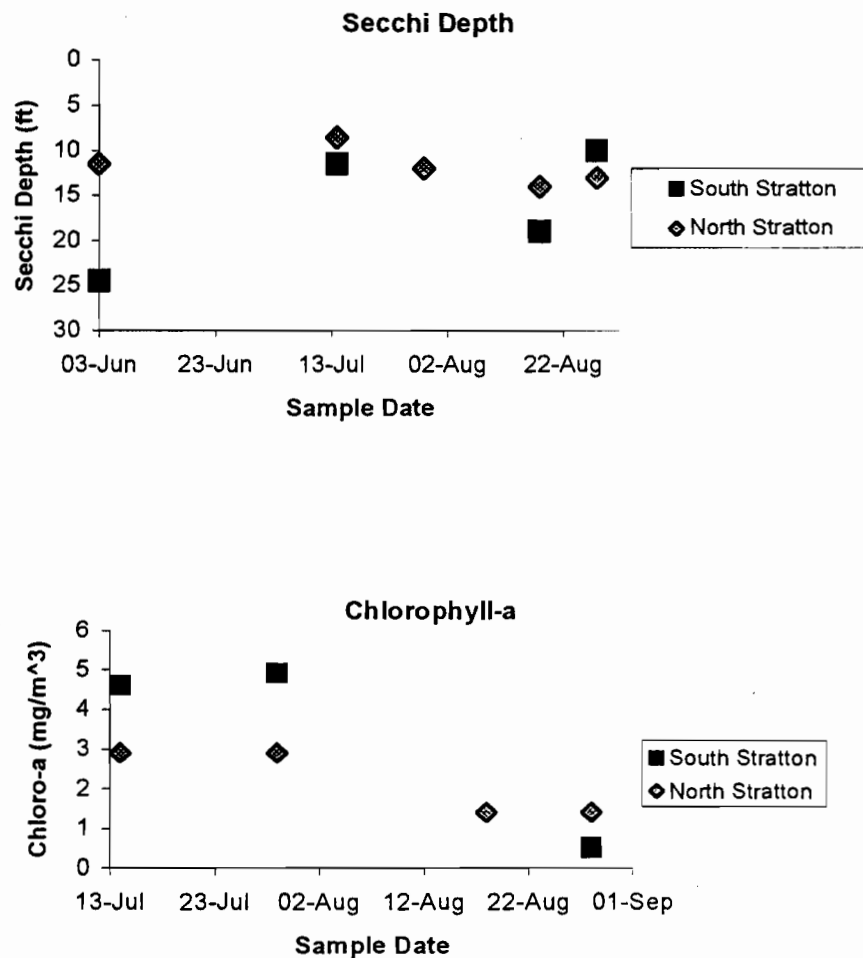 Secchi Depth
0
5
10
15
20
25
30
Secchi Depth (ft)
03-Jun 23-Jun 13-Jul 02-Aug 22-Aug
Sample Date
South Stratton
North Stratton
Chlorophyll-a
6
5
4
3
2
1
0
Chloro-a (mg/m^3)
13-Jul 23-Jul 02-Aug 12-Aug 22-Aug 01-Sep
Sample Date
South Stratton
North Stratton